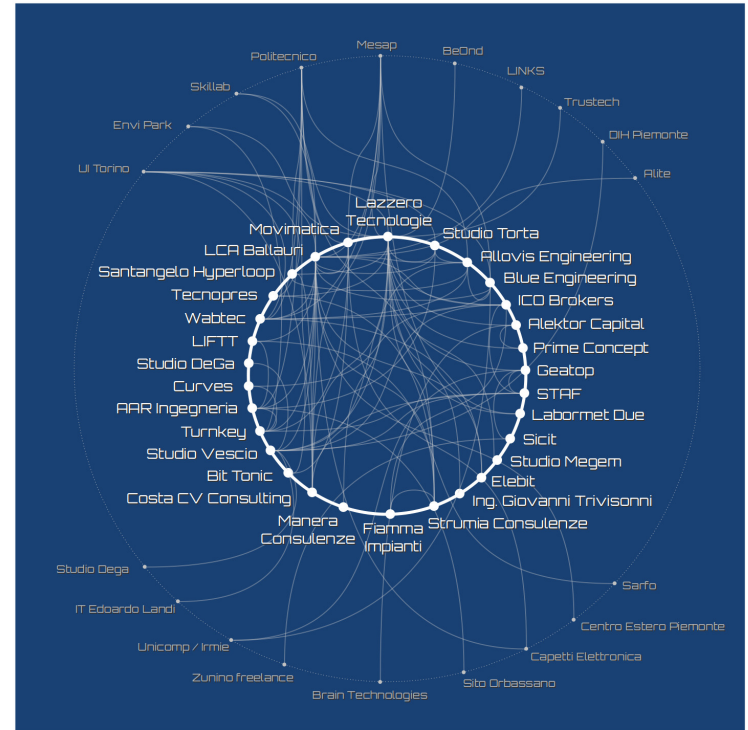 Mesap
BeOnd
Politecnico
LINKS
Skillab
Trustech
Envi Park
DIH Piemonte
UI Torino
Alite
Lazzero
Tecnologie
Movimatica
Studio Torta
LCA Ballauri
Allovis Engineering
Santangelo Hyperloop
Blue Engineering
Tecnopres
ICO Brokers
Wabtec
Alektor Capital
LIFTT
Prime Concept
Studio DeGa
Geatop
Curves
STAF
AAR Ingegneria
Labormet Due
Turnkey
Sicit
Studio Vescio
Studio Megem
Bit Tonic
Elebit
Costa CV Consulting
Ing. Giovanni Trivisonni
Manera
Consulenze
Fiamma
Impianti
Strumia Consulenze
Studio Dega
Sarfo
IT Edoardo Landi
Centro Estero Piemonte
Unicomp / Irmie
Capetti Elettronica
Zunino freelance
Sito Orbassano
Brain Technologies